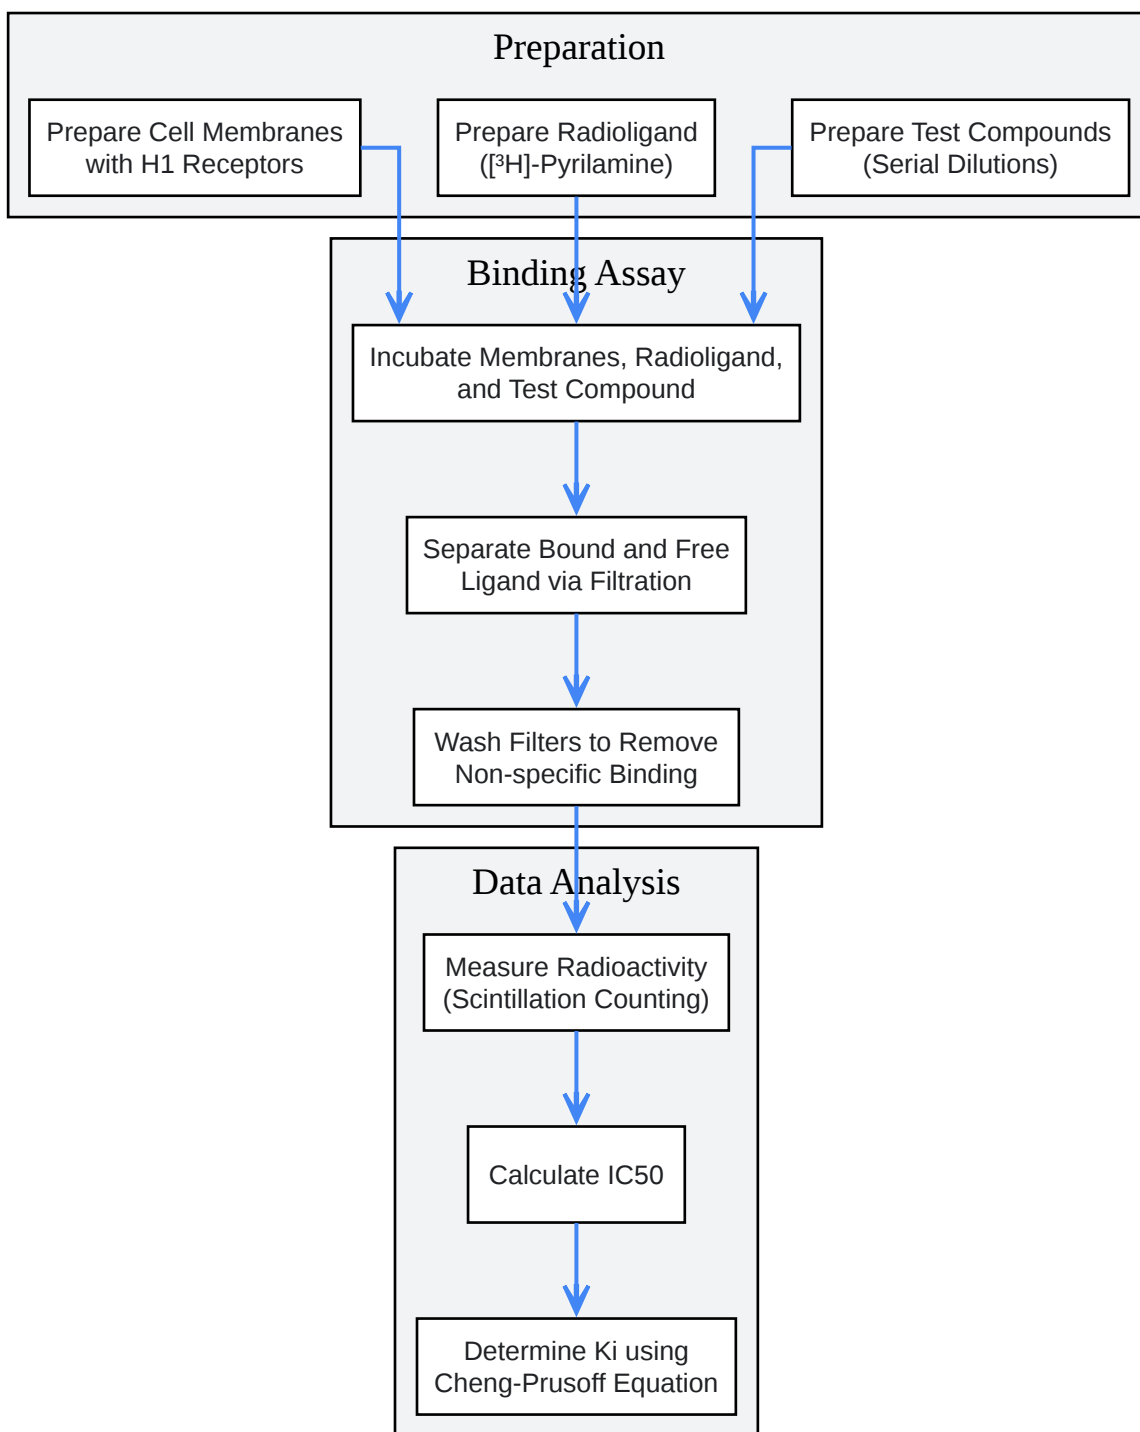 Preparation
Prepare Cell Membranes
with H1 Receptors
Prepare Radioligand
([³H]-Pyrilamine)
Prepare Test Compounds
(Serial Dilutions)
Binding Assay
Incubate Membranes, Radioligand,
and Test Compound
Separate Bound and Free
Ligand via Filtration
Wash Filters to Remove
Non-specific Binding
Data Analysis
Measure Radioactivity
(Scintillation Counting)
Calculate IC50
Determine Ki using
Cheng-Prusoff Equation